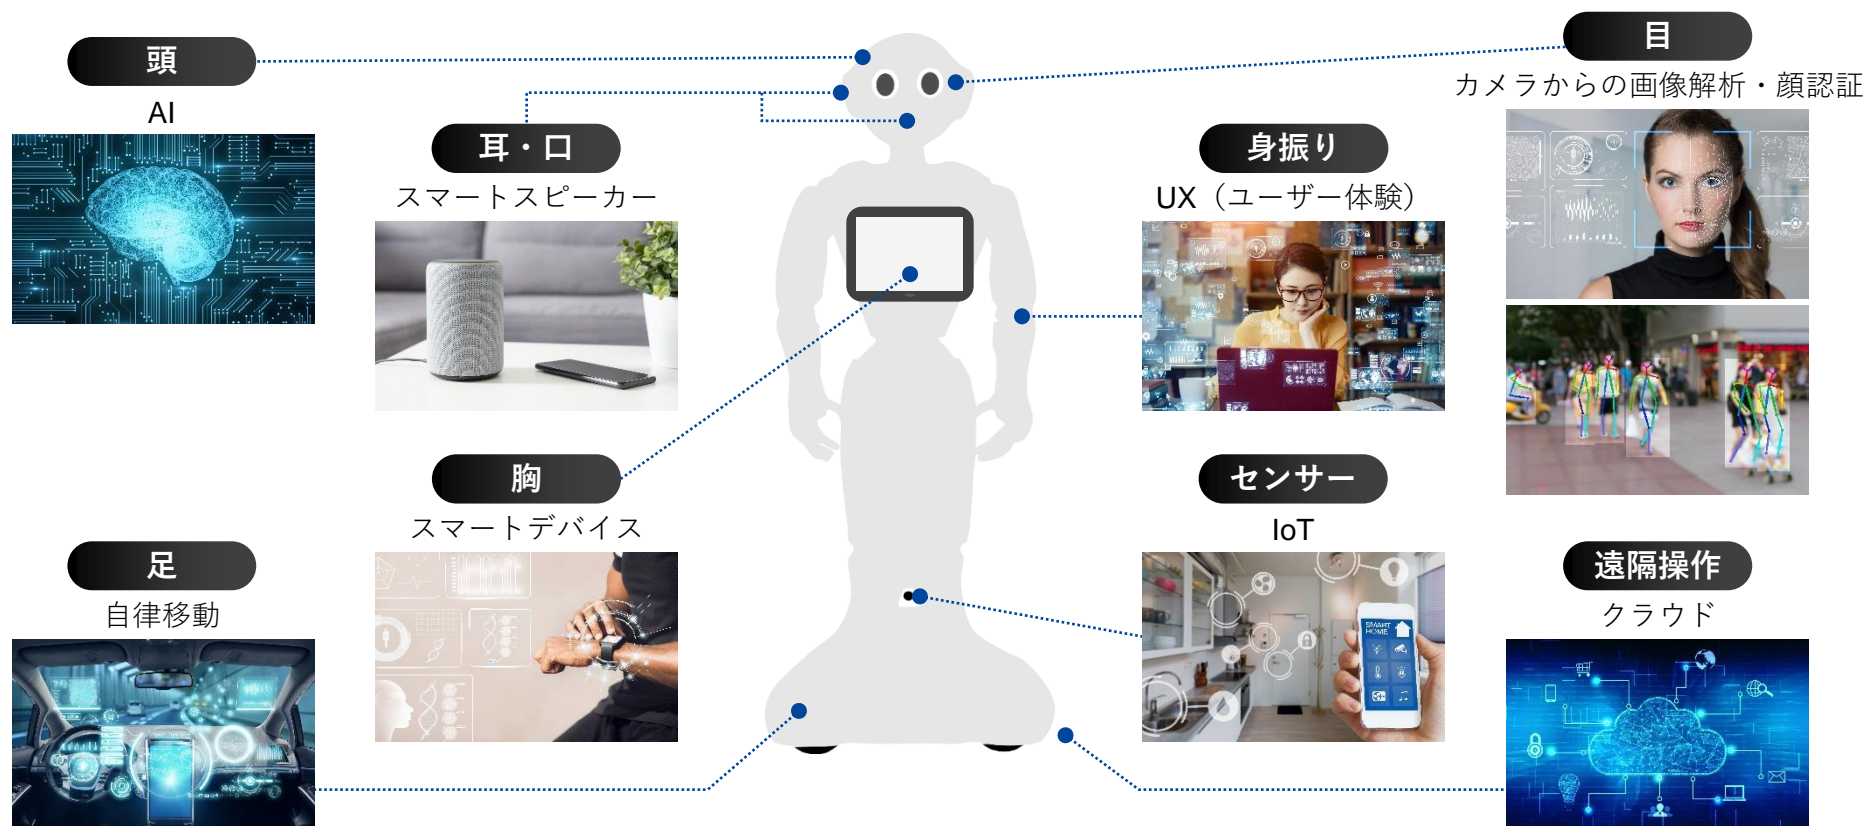 頭
AI
耳・口
スマートスピーカー
胸
スマートデバイス
足
自律移動
目
カメラからの画像解析・顔認証
身振り
UX（ユーザー体験）
センサー
IoT
SMART
HOME
遠隔操作
クラウド